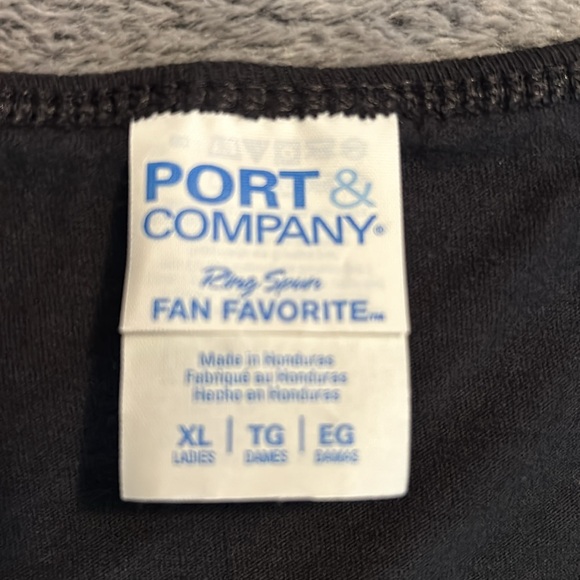 PORT &
COMPANY®
Ring Spun
FAN FAVORITE™
Made in Honduras
Fabriqué au Honduras
Hecho en Honduras
XL | TG | EG
LADIES DAMES DAMAS